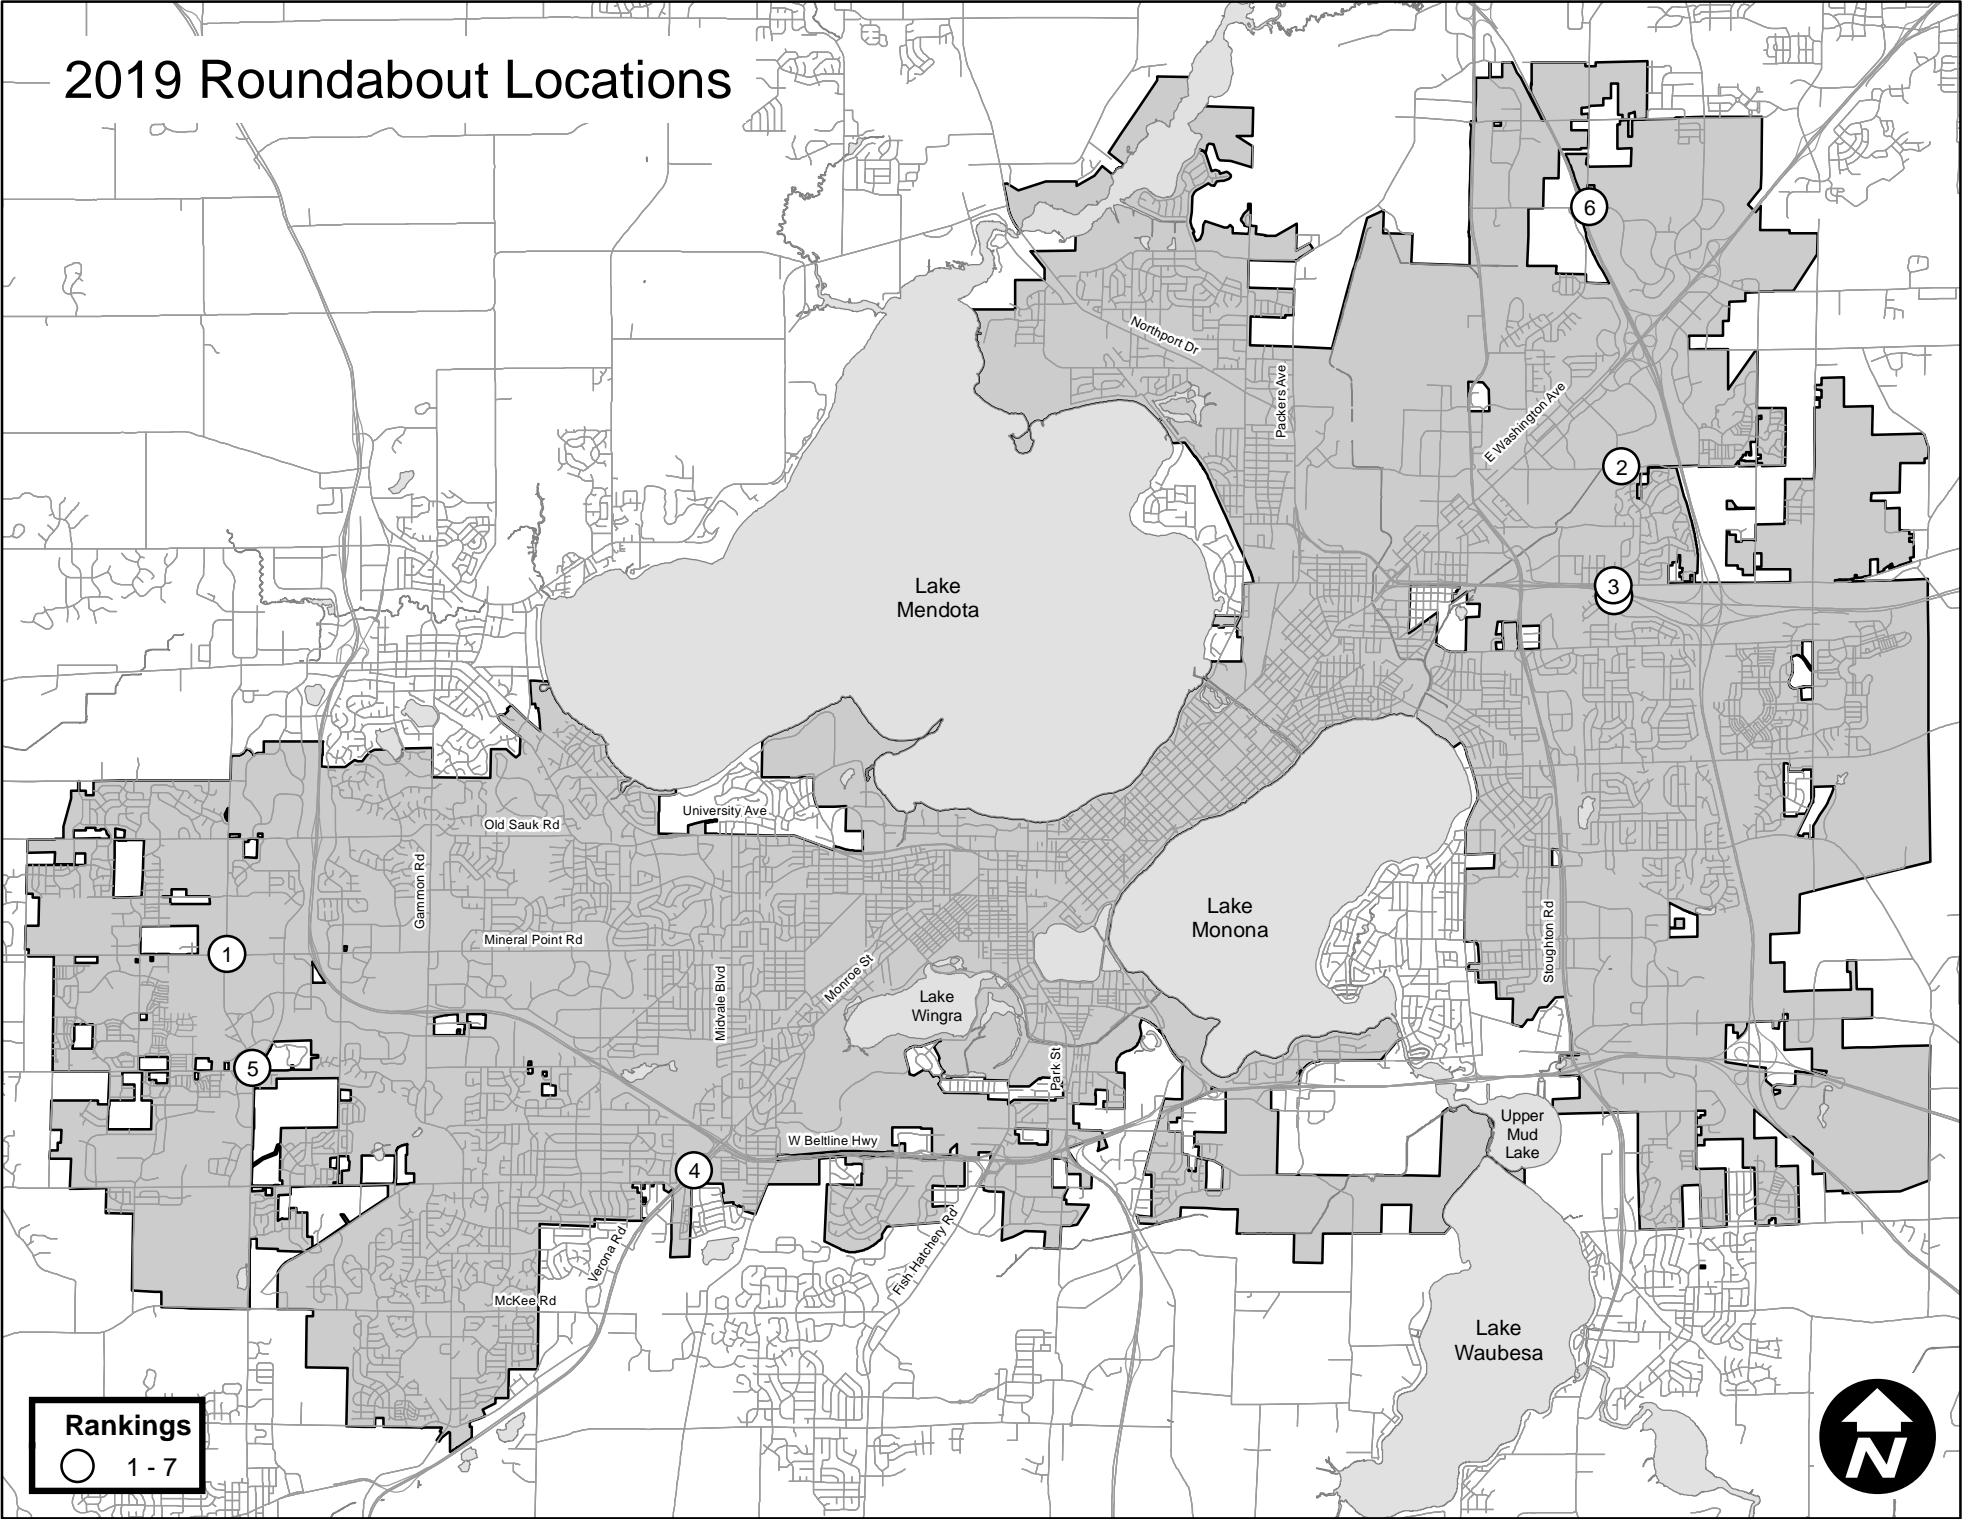 2019 Roundabout Locations
6
Northport Dr
Packers Ave
E Washington Ave
2
Lake
Mendota
3
University Ave
Old Sauk Rd
Gammon Rd
Lake
Monona
Stoughton Rd
Mineral Point Rd
1
Monroe St
Midvale Blvd
Lake
Wingra
Park St
5
Upper
Mud
Lake
W Beltline Hwy
4
Verona Rd
Fish Hatchery Rd
McKee Rd
Lake
Waubesa
Rankings
1 - 7
N